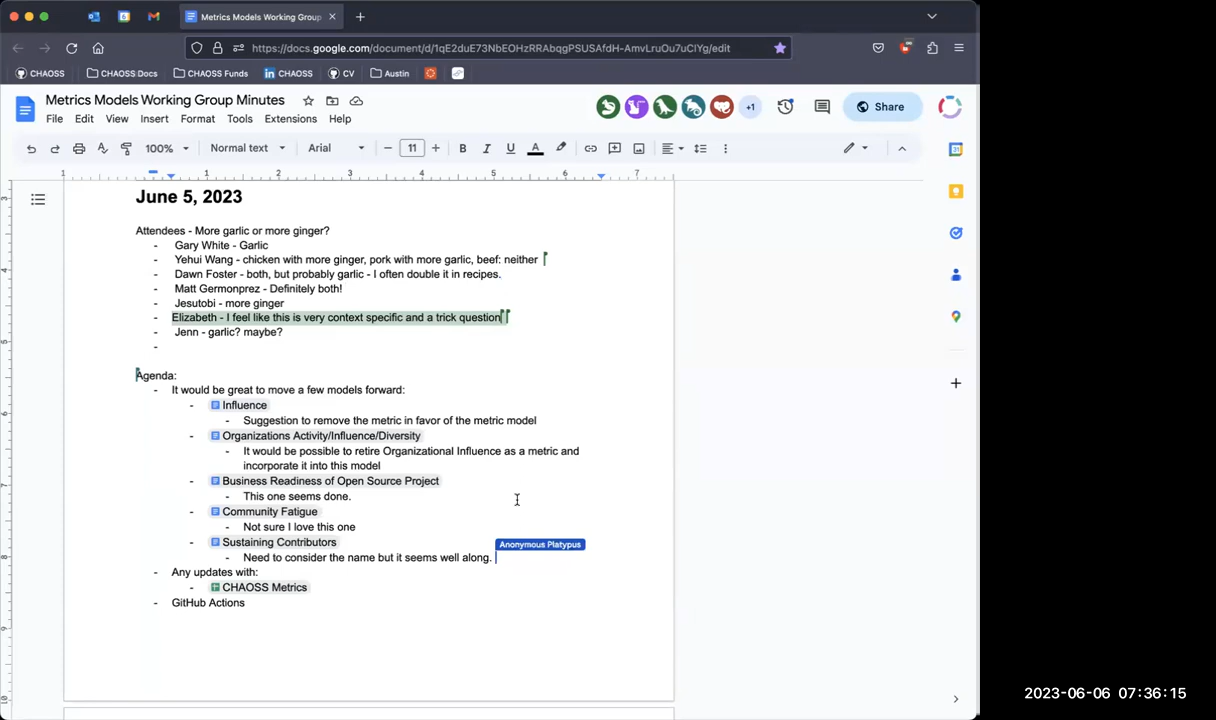 Metrics Models Working Group
https://docs.google.com/document/d/1qE2duE73NbEOHzRRAbqgPSUSAfdH-AmvLruOu7uClYg/edit
CHAOSS CHAOSS Docs CHAOSS Funds CHAOSS CV Austin
Metrics Models Working Group Minutes
+1
Share
File Edit View Insert Format Tools Extensions Help
100% Normal text Arial 11
1 1 2 3 4 5 6 7
June 5, 2023
Attendees - More garlic or more ginger?
- Gary White - Garlic
- Yehui Wang - chicken with more ginger, pork with more garlic, beef: neither
- Dawn Foster - both, but probably garlic - I often double it in recipes.
- Matt Germonprez - Definitely both!
- Jesutobi - more ginger
- Elizabeth - I feel like this is very context specific and a trick question
- Jenn - garlic? maybe?
-
Agenda:
- It would be great to move a few models forward:
- Influence
- Suggestion to remove the metric in favor of the metric model
- Organizations Activity/Influence/Diversity
- It would be possible to retire Organizational Influence as a metric and
incorporate it into this model
- Business Readiness of Open Source Project
- This one seems done.
- Community Fatigue
- Not sure I love this one
- Sustaining Contributors
Anonymous Platypus
- Need to consider the name but it seems well along.
- Any updates with:
- CHAOSS Metrics
- GitHub Actions
2023-06-06 07:36:15